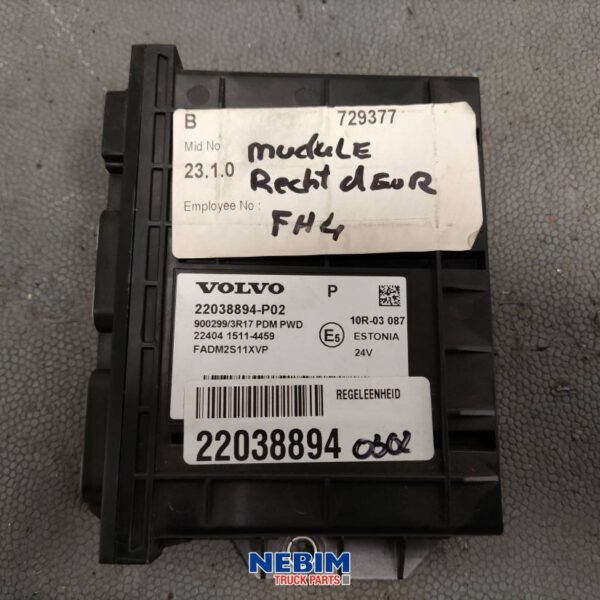 B 729377
Mid No
23.1.0
mudULE
Recht dEUR
Employee No :
FH4
VOLVO P
22038894-P02
900299/3R17 PDM PWD 10R-03 087
22404 1511-4459 E5 ESTONIA
FADM2S11XVP 24V
REGELEENHEID
22038894 0302
NEBIM
TRUCK PARTS